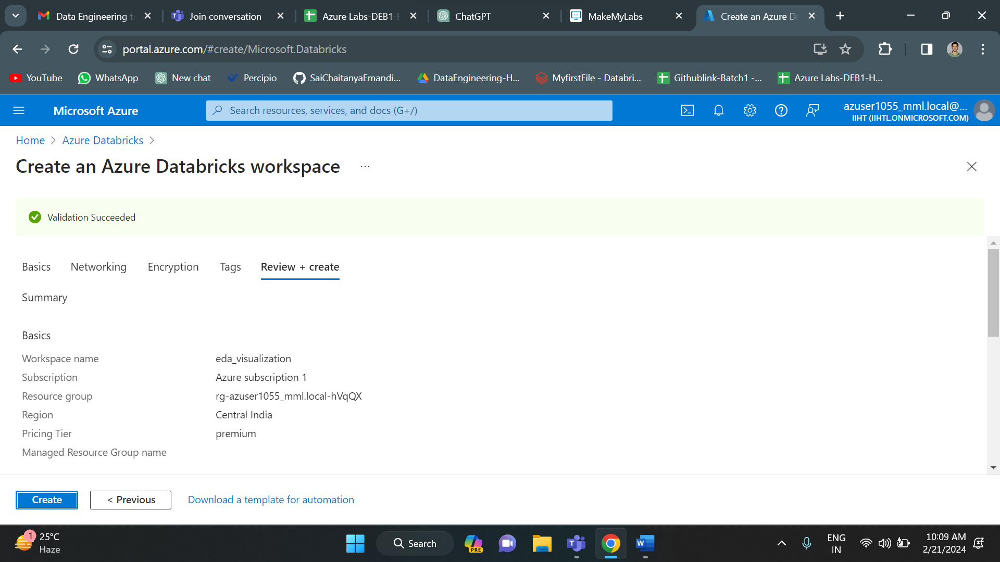 Data Engineering t
Join conversation
Azure Labs-DEB1-H
ChatGPT
MakeMyLabs
Create an Azure Da
portal.azure.com/#create/Microsoft.Databricks
YouTube
WhatsApp
New chat
Percipio
SaiChaitanyaEmandi...
DataEngineering-H...
MyfirstFile - Databri...
Githublink-Batch1 -...
Azure Labs-DEB1-H...
Microsoft Azure
Search resources, services, and docs (G+/)
azuser1055_mml.local@...
IIHT (IIHTL.ONMICROSOFT.COM)
Home > Azure Databricks >
Create an Azure Databricks workspace ...
Validation Succeeded
Basics Networking Encryption Tags Review + create
Summary
Basics
Workspace name eda_visualization
Subscription Azure subscription 1
Resource group rg-azuser1055_mml.local-hVqQX
Region Central India
Pricing Tier premium
Managed Resource Group name
Create < Previous Download a template for automation
1
25°C
Haze
Search
PRE
ENG
IN
10:09 AM
2/21/2024